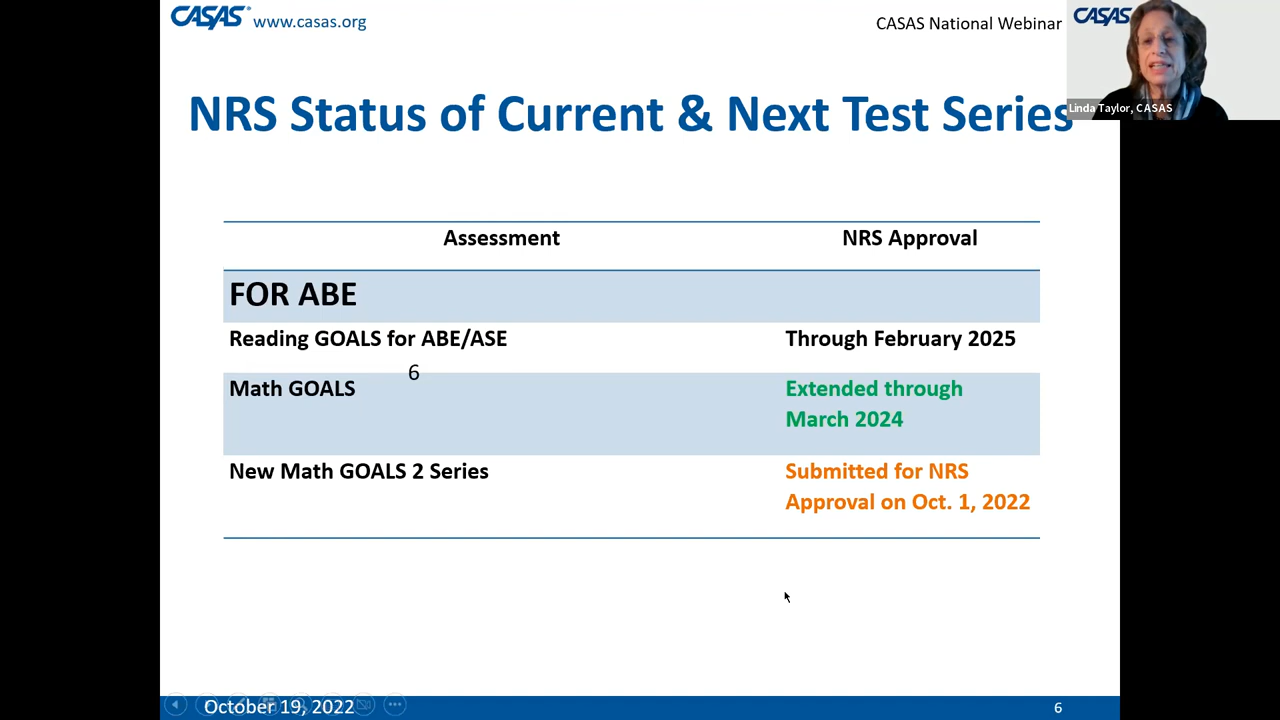 CASAS www.casas.org
CASAS National Webinar
CASAS
Linda Taylor, CASAS
NRS Status of Current & Next Test Series
Assessment NRS Approval
FOR ABE
Reading GOALS for ABE/ASE Through February 2025
6
Math GOALS Extended through
March 2024
New Math GOALS 2 Series Submitted for NRS
Approval on Oct. 1, 2022
October 19, 2022 6